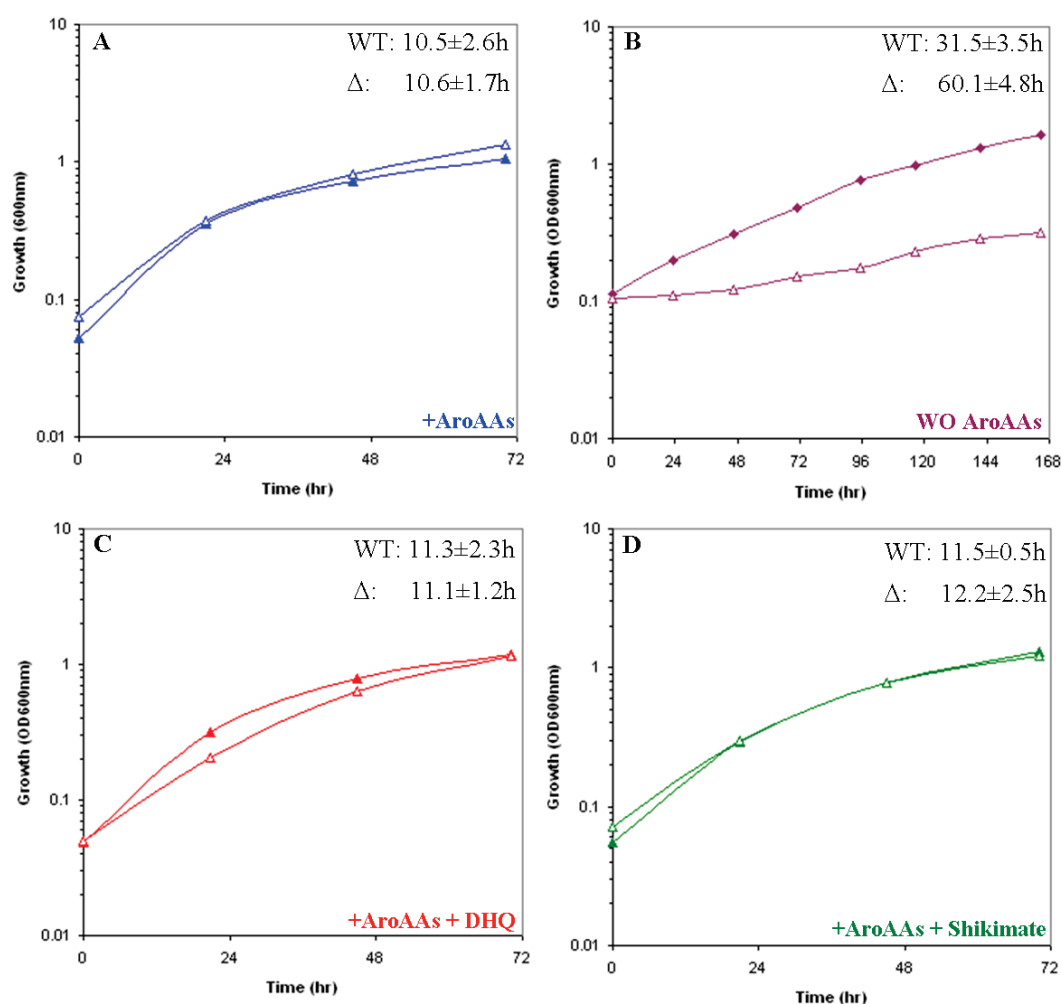 A
WT: 10.5±2.6h
Δ: 10.6±1.7h
Growth (600nm)
10
1
0.1
0.01
+AroAAs
0 24 48 72
Time (hr)
B
WT: 31.5±3.5h
Δ: 60.1±4.8h
Growth (OD600nm)
10
1
0.1
0.01
WO AroAAs
0 24 48 72 96 120 144 168
Time (hr)
C
WT: 11.3±2.3h
Δ: 11.1±1.2h
Growth (OD600nm)
10
1
0.1
0.01
+AroAAs + DHQ
0 24 48 72
Time (hr)
D
WT: 11.5±0.5h
Δ: 12.2±2.5h
Growth (OD600nm)
10
1
0.1
0.01
+AroAAs + Shikimate
0 24 48 72
Time (hr)